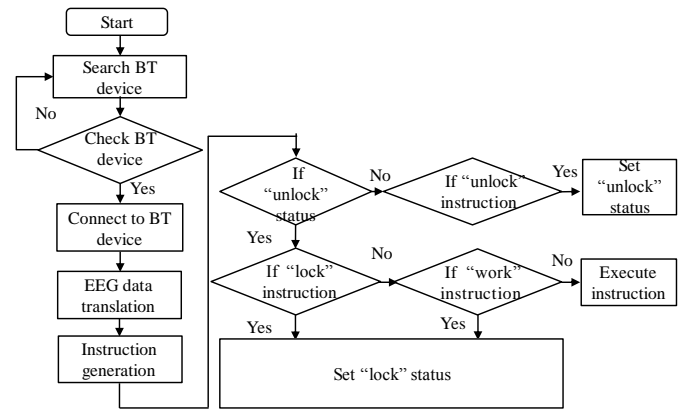 Start
Search BT
device
No
Check BT
device
Yes
Connect to BT
device
EEG data
translation
Instruction
generation
If
“unlock”
status
No
If “unlock”
instruction
Yes
Set
“unlock”
status
Yes
If “lock”
instruction
No
If “work”
instruction
No
Execute
instruction
Yes
Yes
Set “lock” status